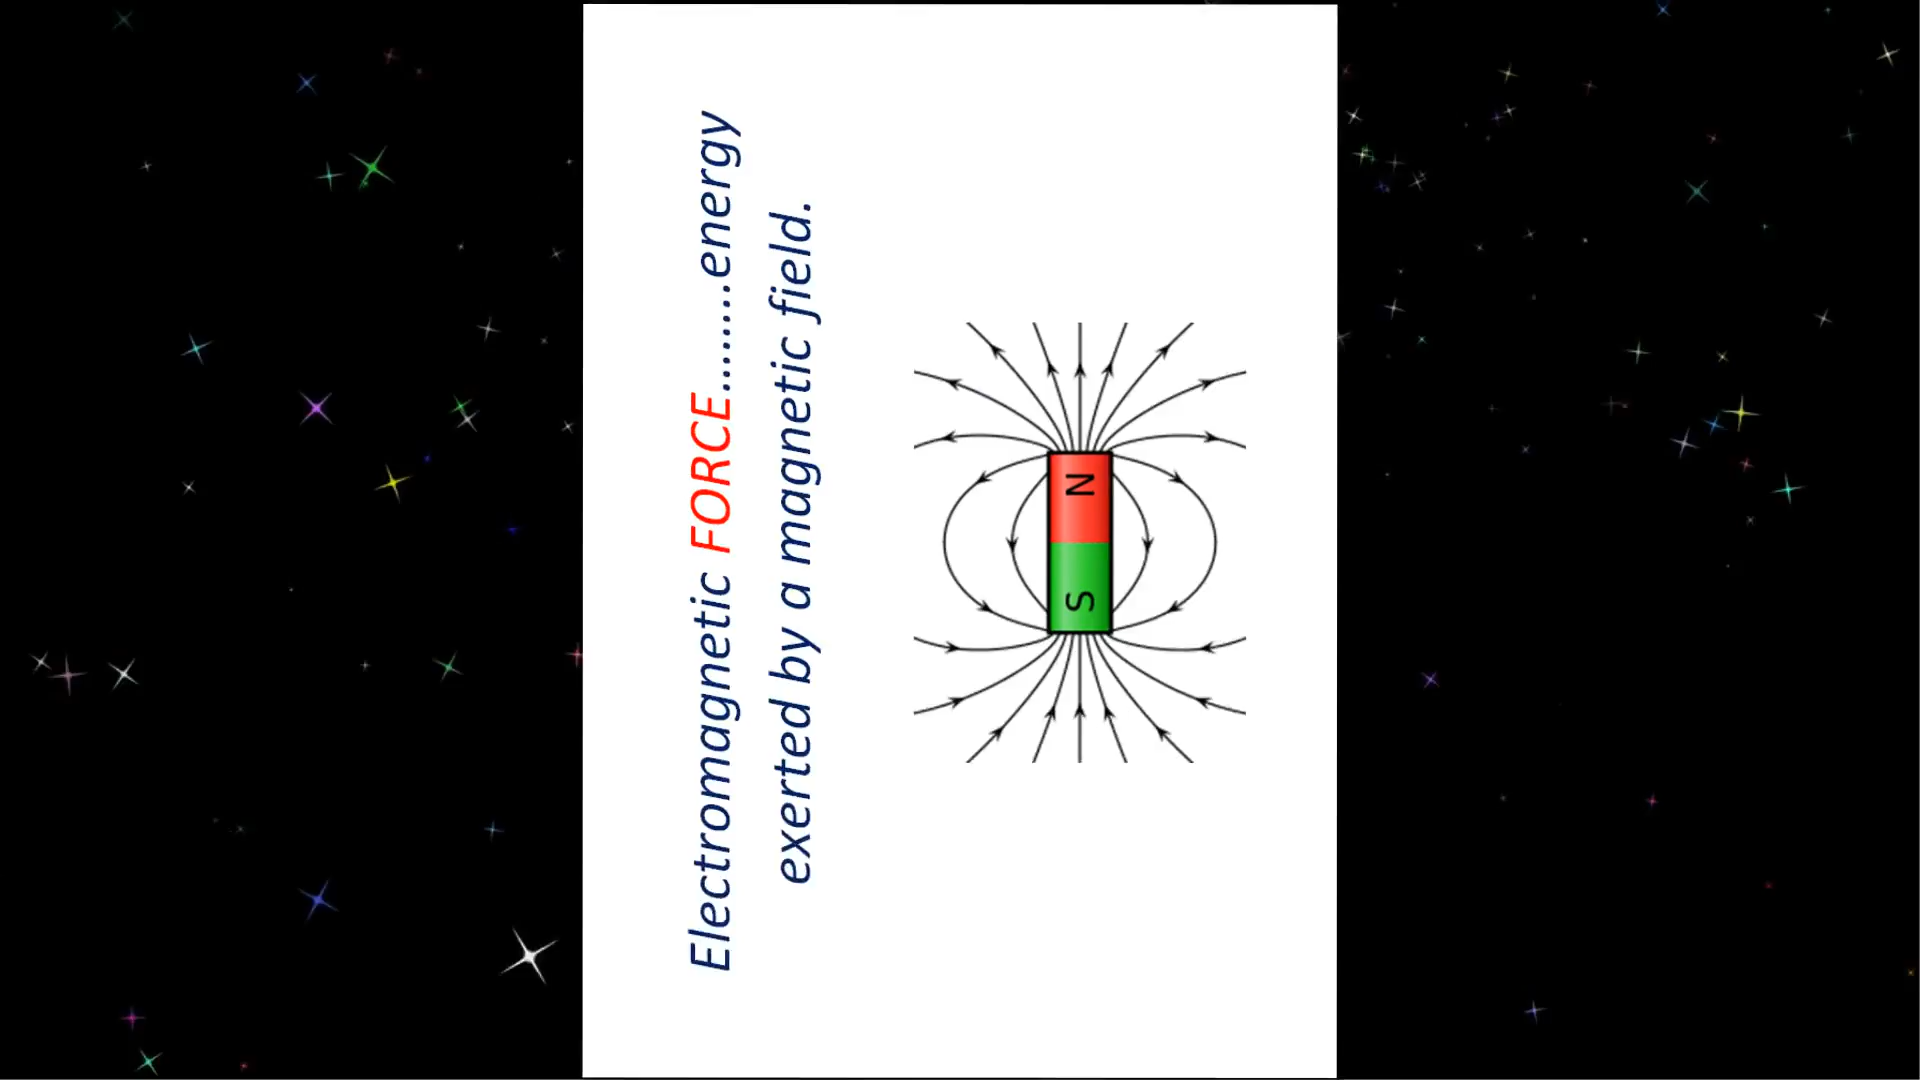 Electromagnetic FORCE........energy
exerted by a magnetic field.
S N